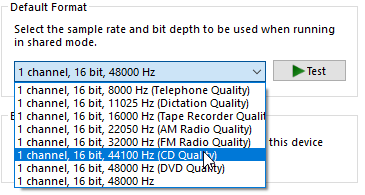 Default Format
Select the sample rate and bit depth to be used when running
in shared mode.
1 channel, 16 bit, 48000 Hz
Test
1 channel, 16 bit, 8000 Hz (Telephone Quality)
1 channel, 16 bit, 11025 Hz (Dictation Quality)
1 channel, 16 bit, 16000 Hz (Tape Recorder Quality)
1 channel, 16 bit, 22050 Hz (AM Radio Quality)
1 channel, 16 bit, 32000 Hz (FM Radio Quality)
this device
1 channel, 16 bit, 44100 Hz (CD Quality)
1 channel, 16 bit, 48000 Hz (DVD Quality)
1 channel, 16 bit, 48000 Hz